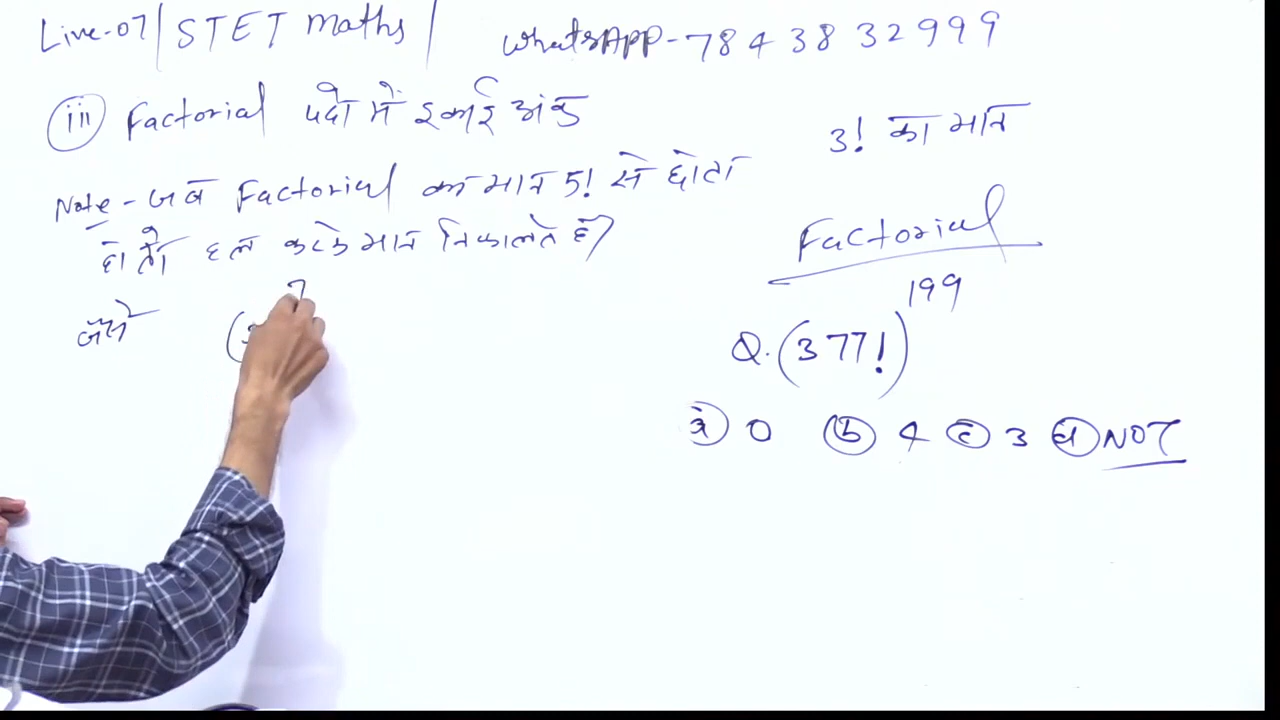 Live-07/STET Maths/
WhatsAPP-7843832999
(iii) Factorial पदो में इकाई अंक
Note - जब Factorial का मान 5! से छोटा
हो तो हल करके मान निकालते हैं/
जैसे
3! का मान
Factorial
199
Q. (377!)
(अ) 0 (ब) 4 (स) 3 (द) NOT